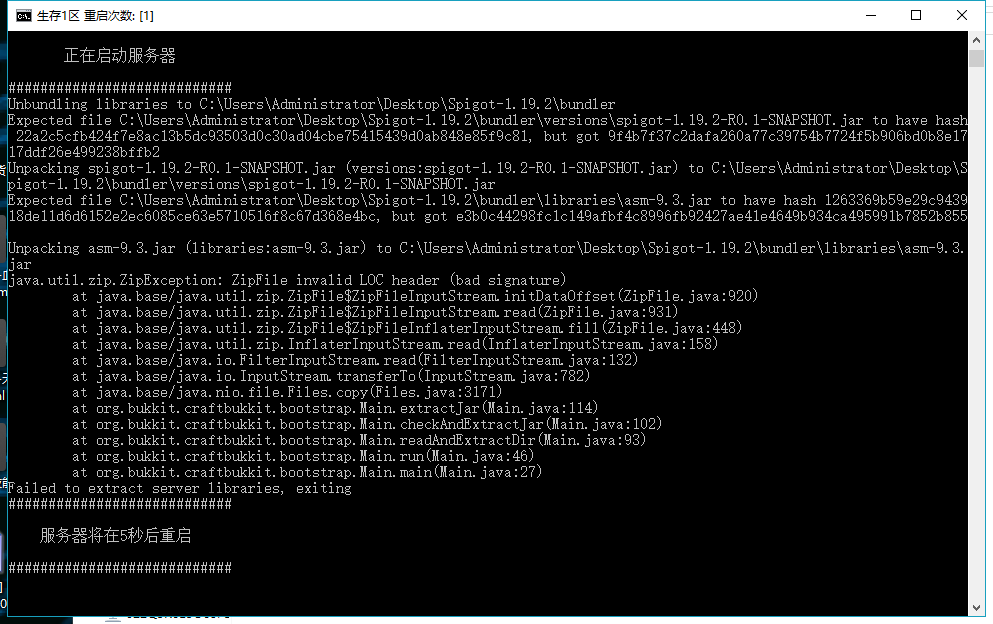 生存1区 重启次数: [1]
正在启动服务器
############################
Unbundling libraries to C:\Users\Administrator\Desktop\Spigot-1.19.2\bundler
Expected file C:\Users\Administrator\Desktop\Spigot-1.19.2\bundler\versions\spigot-1.19.2-R0.1-SNAPSHOT.jar to have hash
22a2c5cfb424f7e8ac13b5dc93503d0c30ad04cbe75415439d0ab848e85f9c81, but got 9f4b7f37c2dafa260a77c39754b7724f5b906bd0b8e17
17ddf26e499238bffb2
Unpacking spigot-1.19.2-R0.1-SNAPSHOT.jar (versions:spigot-1.19.2-R0.1-SNAPSHOT.jar) to C:\Users\Administrator\Desktop\S
pigot-1.19.2\bundler\versions\spigot-1.19.2-R0.1-SNAPSHOT.jar
Expected file C:\Users\Administrator\Desktop\Spigot-1.19.2\bundler\libraries\asm-9.3.jar to have hash 1263369b59e29c9439
18de11d6d6152e2ec6085ce63e5710516f8c67d368e4bc, but got e3b0c44298fc1c149afbf4c8996fb92427ae41e4649b934ca495991b7852b855
Unpacking asm-9.3.jar (libraries:asm-9.3.jar) to C:\Users\Administrator\Desktop\Spigot-1.19.2\bundler\libraries\asm-9.3.
jar
java.util.zip.ZipException: ZipFile invalid LOC header (bad signature)
at java.base/java.util.zip.ZipFile$ZipFileInputStream.initDataOffset(ZipFile.java:920)
at java.base/java.util.zip.ZipFile$ZipFileInputStream.read(ZipFile.java:931)
at java.base/java.util.zip.ZipFile$ZipFileInflaterInputStream.fill(ZipFile.java:448)
at java.base/java.util.zip.InflaterInputStream.read(InflaterInputStream.java:158)
at java.base/java.io.FilterInputStream.read(FilterInputStream.java:132)
at java.base/java.io.InputStream.transferTo(InputStream.java:782)
at java.base/java.nio.file.Files.copy(Files.java:3171)
at org.bukkit.craftbukkit.bootstrap.Main.extractJar(Main.java:114)
at org.bukkit.craftbukkit.bootstrap.Main.checkAndExtractJar(Main.java:102)
at org.bukkit.craftbukkit.bootstrap.Main.readAndExtractDir(Main.java:93)
at org.bukkit.craftbukkit.bootstrap.Main.run(Main.java:46)
at org.bukkit.craftbukkit.bootstrap.Main.main(Main.java:27)
Failed to extract server libraries, exiting
############################
服务器将在5秒后重启
############################